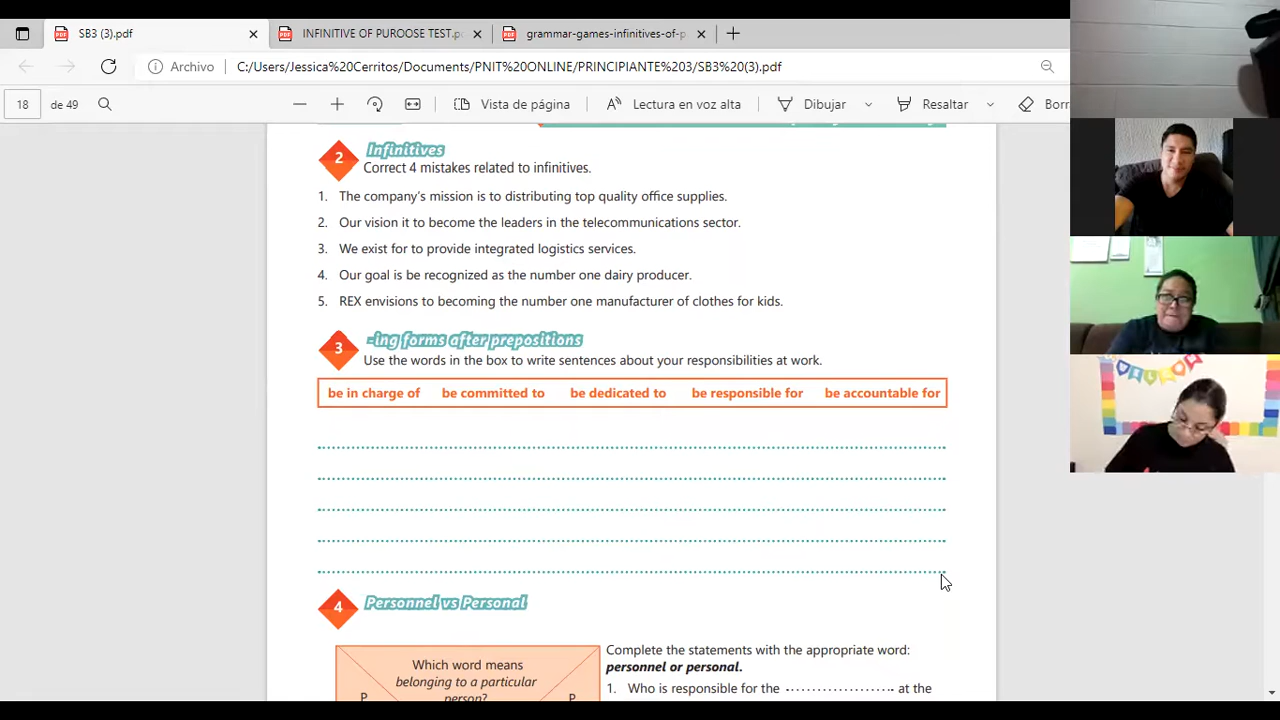 SB3 (3).pdf
INFINITIVE OF PUROOSE TEST.p
grammar-games-infinitives-of-p
Archivo
C:/Users/Jessica%20Cerritos/Documents/PNIT%20ONLINE/PRINCIPIANTE%203/SB3%20(3).pdf
18 de 49
Vista de página
Lectura en voz alta
Dibujar
Resaltar
Borr
2 Infinitives
Correct 4 mistakes related to infinitives.
1. The company's mission is to distributing top quality office supplies.
2. Our vision it to become the leaders in the telecommunications sector.
3. We exist for to provide integrated logistics services.
4. Our goal is be recognized as the number one dairy producer.
5. REX envisions to becoming the number one manufacturer of clothes for kids.
3 -ing forms after prepositions
Use the words in the box to write sentences about your responsibilities at work.
be in charge of be committed to be dedicated to be responsible for be accountable for
4 Personnel vs Personal
Which word means
belonging to a particular
person?
P P
Complete the statements with the appropriate word:
personnel or personal.
1. Who is responsible for the ..................... at the